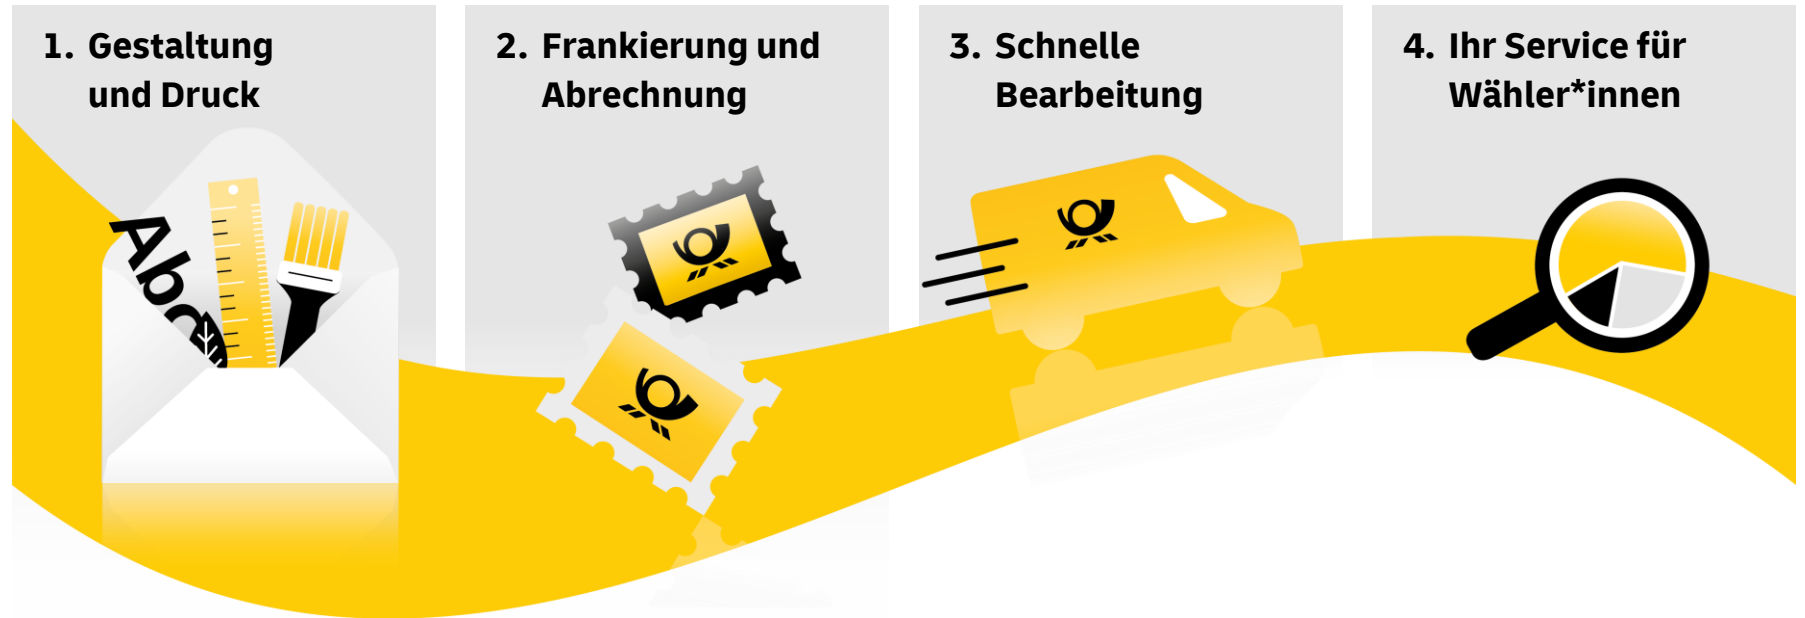 1. Gestaltung
und Druck
2. Frankierung und
Abrechnung
3. Schnelle
Bearbeitung
4. Ihr Service für
Wähler*innen
Abc